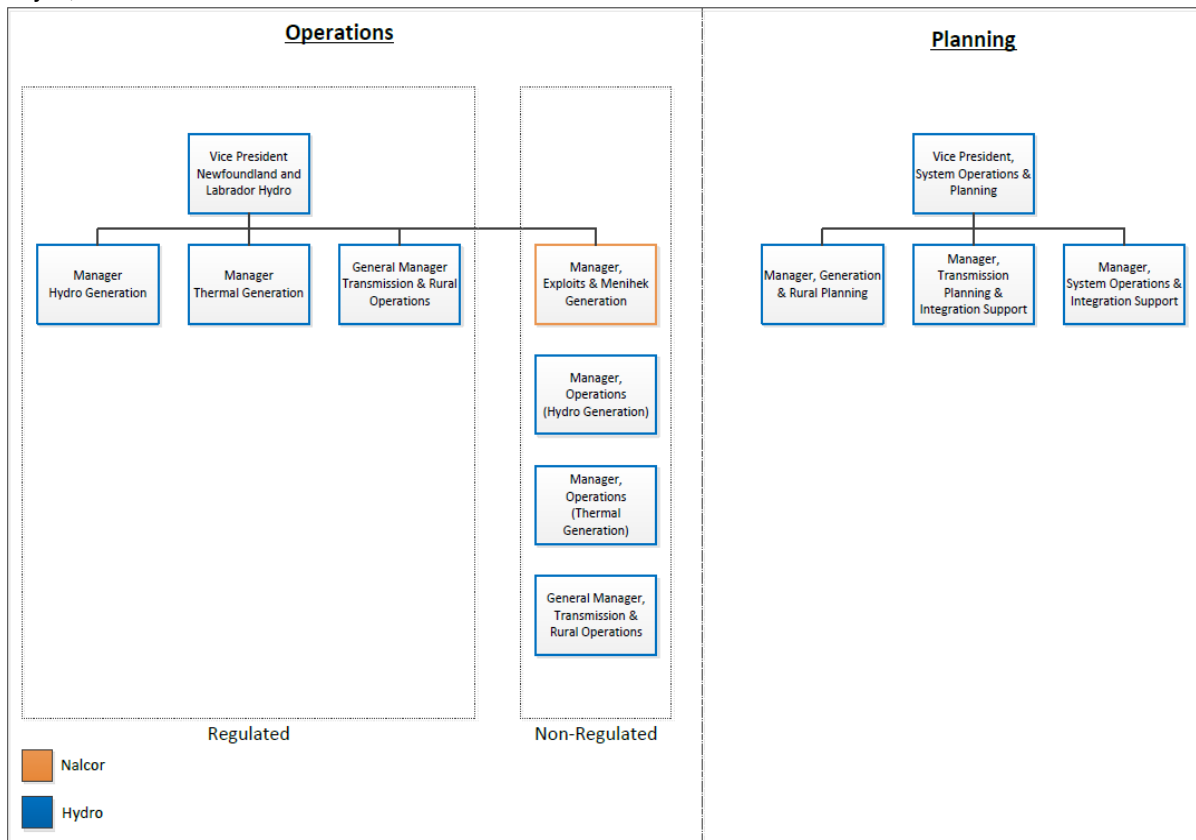 Operations
Planning
Vice President
Newfoundland and
Labrador Hydro
Manager
Hydro Generation
Manager
Thermal Generation
General Manager
Transmission & Rural
Operations
Manager,
Exploits & Menihek
Generation
Manager,
Operations
(Hydro Generation)
Manager,
Operations
(Thermal
Generation)
General Manager,
Transmission &
Rural Operations
Regulated
Non-Regulated
Nalcor
Hydro
Vice President,
System Operations &
Planning
Manager, Generation
& Rural Planning
Manager,
Transmission
Planning &
Integration Support
Manager,
System Operations &
Integration Support